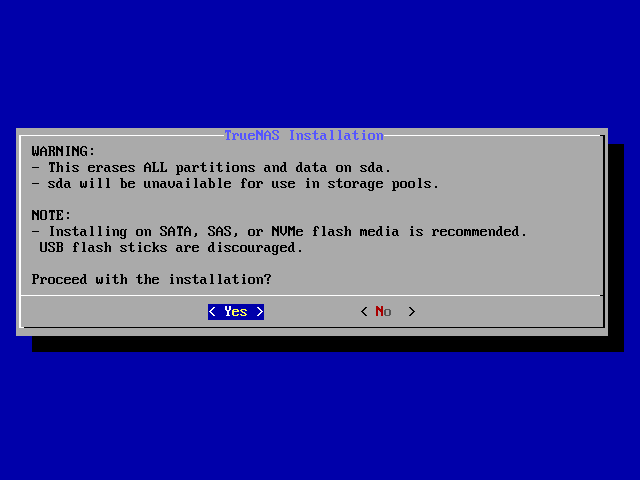 TrueNAS Installation
WARNING:
- This erases ALL partitions and data on sda.
- sda will be unavailable for use in storage pools.
NOTE:
- Installing on SATA, SAS, or NVMe flash media is recommended.
USB flash sticks are discouraged.
Proceed with the installation?
< Yes > < No >